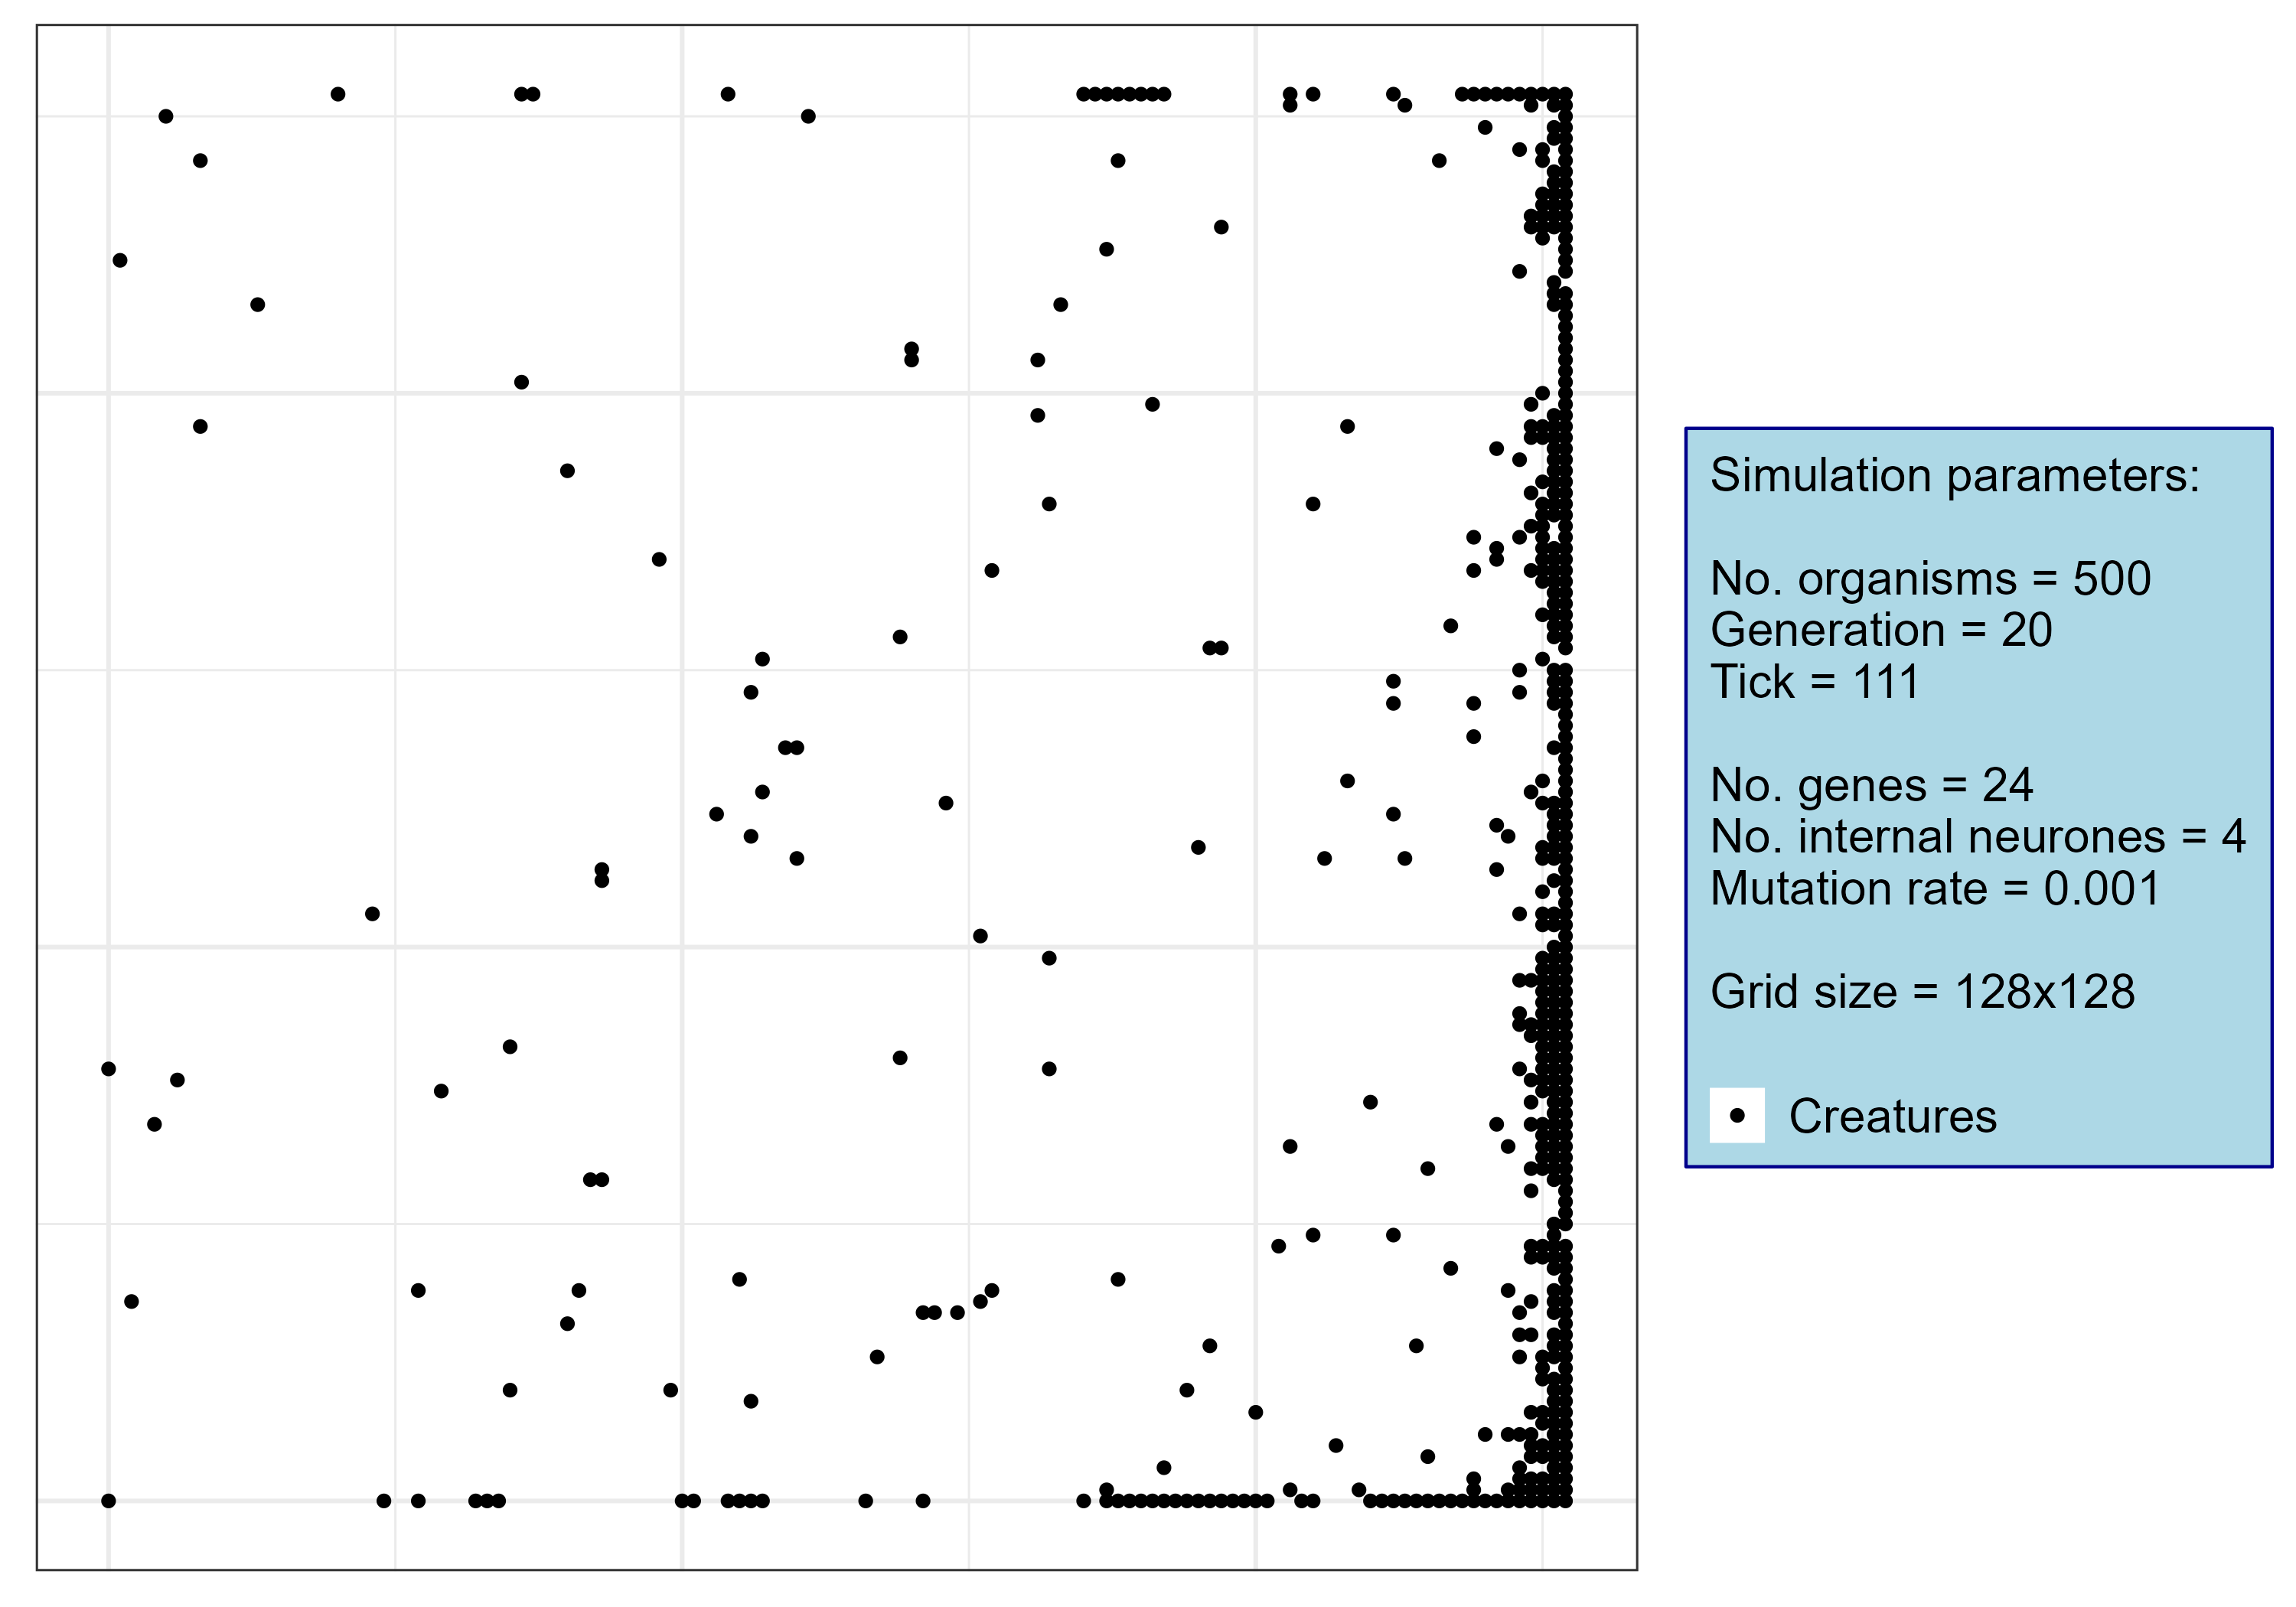 Simulation parameters:
No. organisms = 500
Generation = 20
Tick = 111
No. genes = 24
No. internal neurones = 4
Mutation rate = 0.001
Grid size = 128x128
Creatures